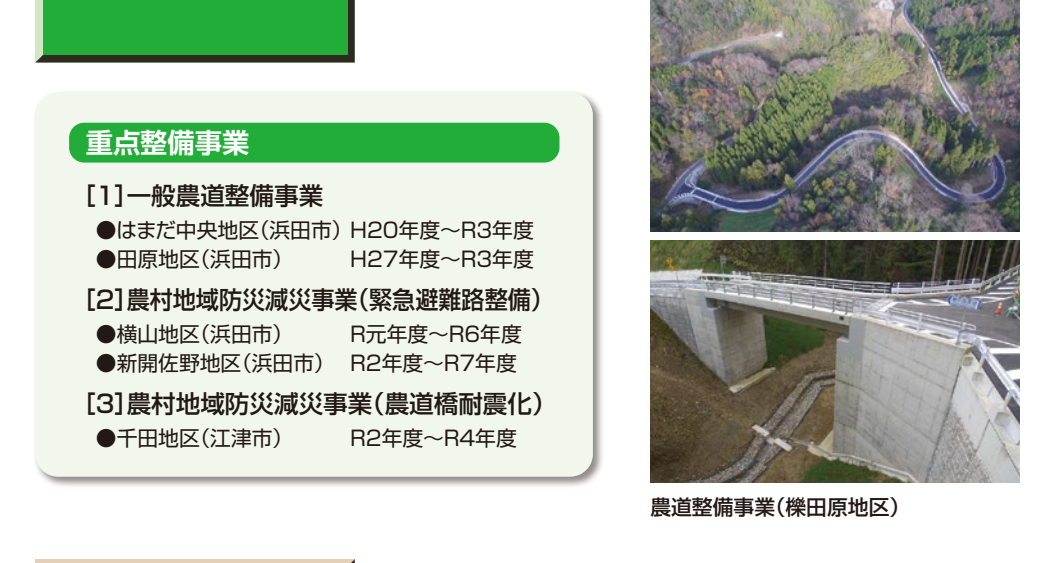 重点整備事業
[1]一般農道整備事業
●はまだ中央地区(浜田市) H20年度～R3年度
●田原地区(浜田市) H27年度～R3年度
[2]農村地域防災減災事業(緊急避難路整備)
●横山地区(浜田市) R元年度～R6年度
●新開佐野地区(浜田市) R2年度～R7年度
[3]農村地域防災減災事業(農道橋耐震化)
●千田地区(江津市) R2年度～R4年度
農道整備事業(櫟田原地区)